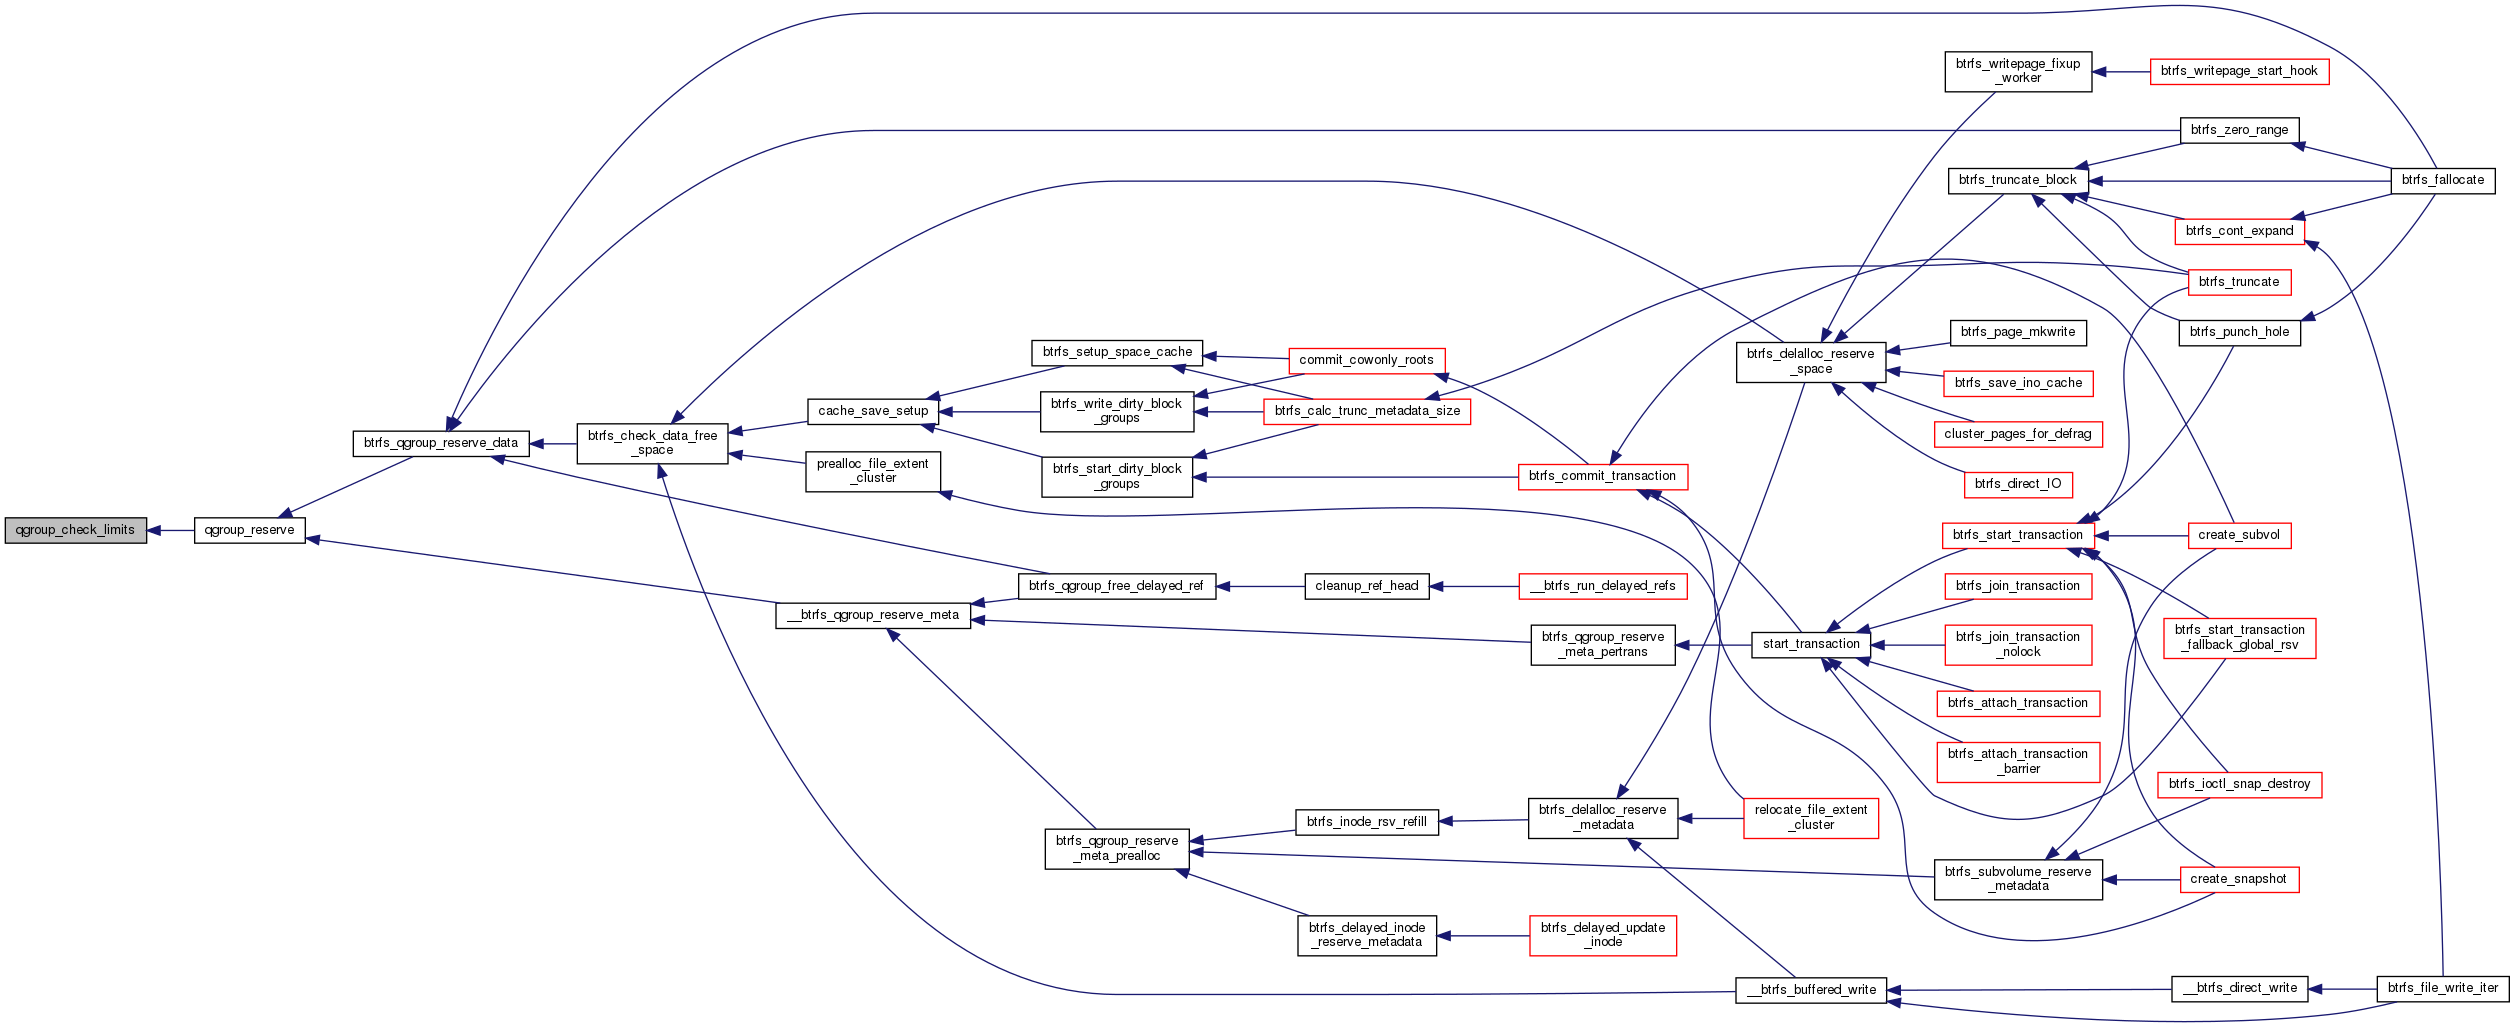 btrfs_writepage_fixup
_worker
btrfs_writepage_start_hook
btrfs_zero_range
btrfs_truncate_block
btrfs_fallocate
btrfs_cont_expand
btrfs_truncate
btrfs_page_mkwrite
btrfs_punch_hole
btrfs_setup_space_cache
commit_cowonly_roots
btrfs_delalloc_reserve
_space
btrfs_save_ino_cache
cache_save_setup
btrfs_write_dirty_block
_groups
btrfs_calc_trunc_metadata_size
cluster_pages_for_defrag
btrfs_qgroup_reserve_data
btrfs_check_data_free
_space
prealloc_file_extent
_cluster
btrfs_start_dirty_block
_groups
btrfs_commit_transaction
btrfs_direct_IO
qgroup_check_limits
qgroup_reserve
btrfs_start_transaction
create_subvol
btrfs_qgroup_free_delayed_ref
cleanup_ref_head
__btrfs_run_delayed_refs
btrfs_join_transaction
__btrfs_qgroup_reserve_meta
btrfs_qgroup_reserve
_meta_pertrans
start_transaction
btrfs_join_transaction
_nolock
btrfs_start_transaction
_fallback_global_rsv
btrfs_attach_transaction
btrfs_attach_transaction
_barrier
btrfs_ioctl_snap_destroy
btrfs_inode_rsv_refill
btrfs_delalloc_reserve
_metadata
relocate_file_extent
_cluster
btrfs_qgroup_reserve
_meta_prealloc
btrfs_subvolume_reserve
_metadata
create_snapshot
btrfs_delayed_inode
_reserve_metadata
btrfs_delayed_update
_inode
__btrfs_buffered_write
__btrfs_direct_write
btrfs_file_write_iter